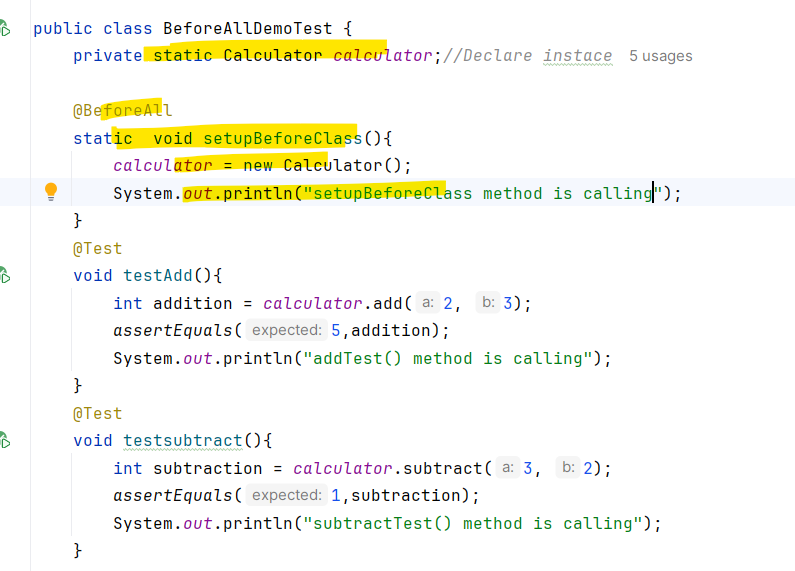 public class BeforeAllDemoTest {
private static Calculator calculator;//Declare instace 5 usages
@BeforeAll
static  void setupBeforeClass(){
calculator = new Calculator();
System.out.println("setupBeforeClass method is calling");
}
@Test
void testAdd(){
int addition = calculator.add( a: 2, b: 3);
assertEquals( expected: 5,addition);
System.out.println("addTest() method is calling");
}
@Test
void testsubtract(){
int subtraction = calculator.subtract( a: 3, b: 2);
assertEquals( expected: 1,subtraction);
System.out.println("subtractTest() method is calling");
}